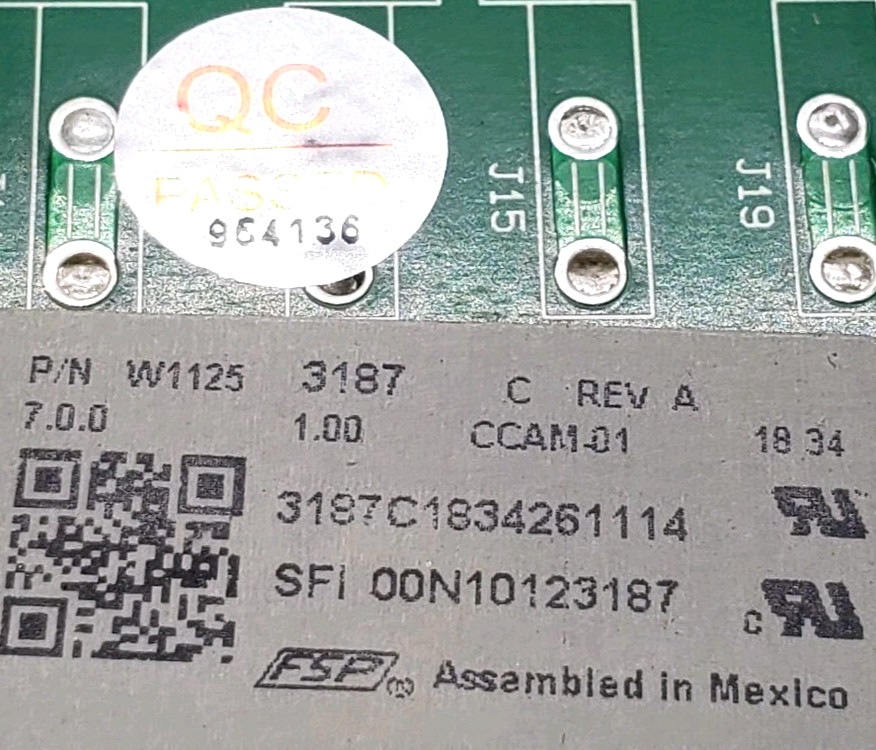 QC
PASSED
964136
J15
J19
P/N W1125 3187 C REV A
7.0.0 1.00 CCAM-01 18 34
3187C1834261114
SFI 00N10123187
c
FSP® Assambled in Mexico